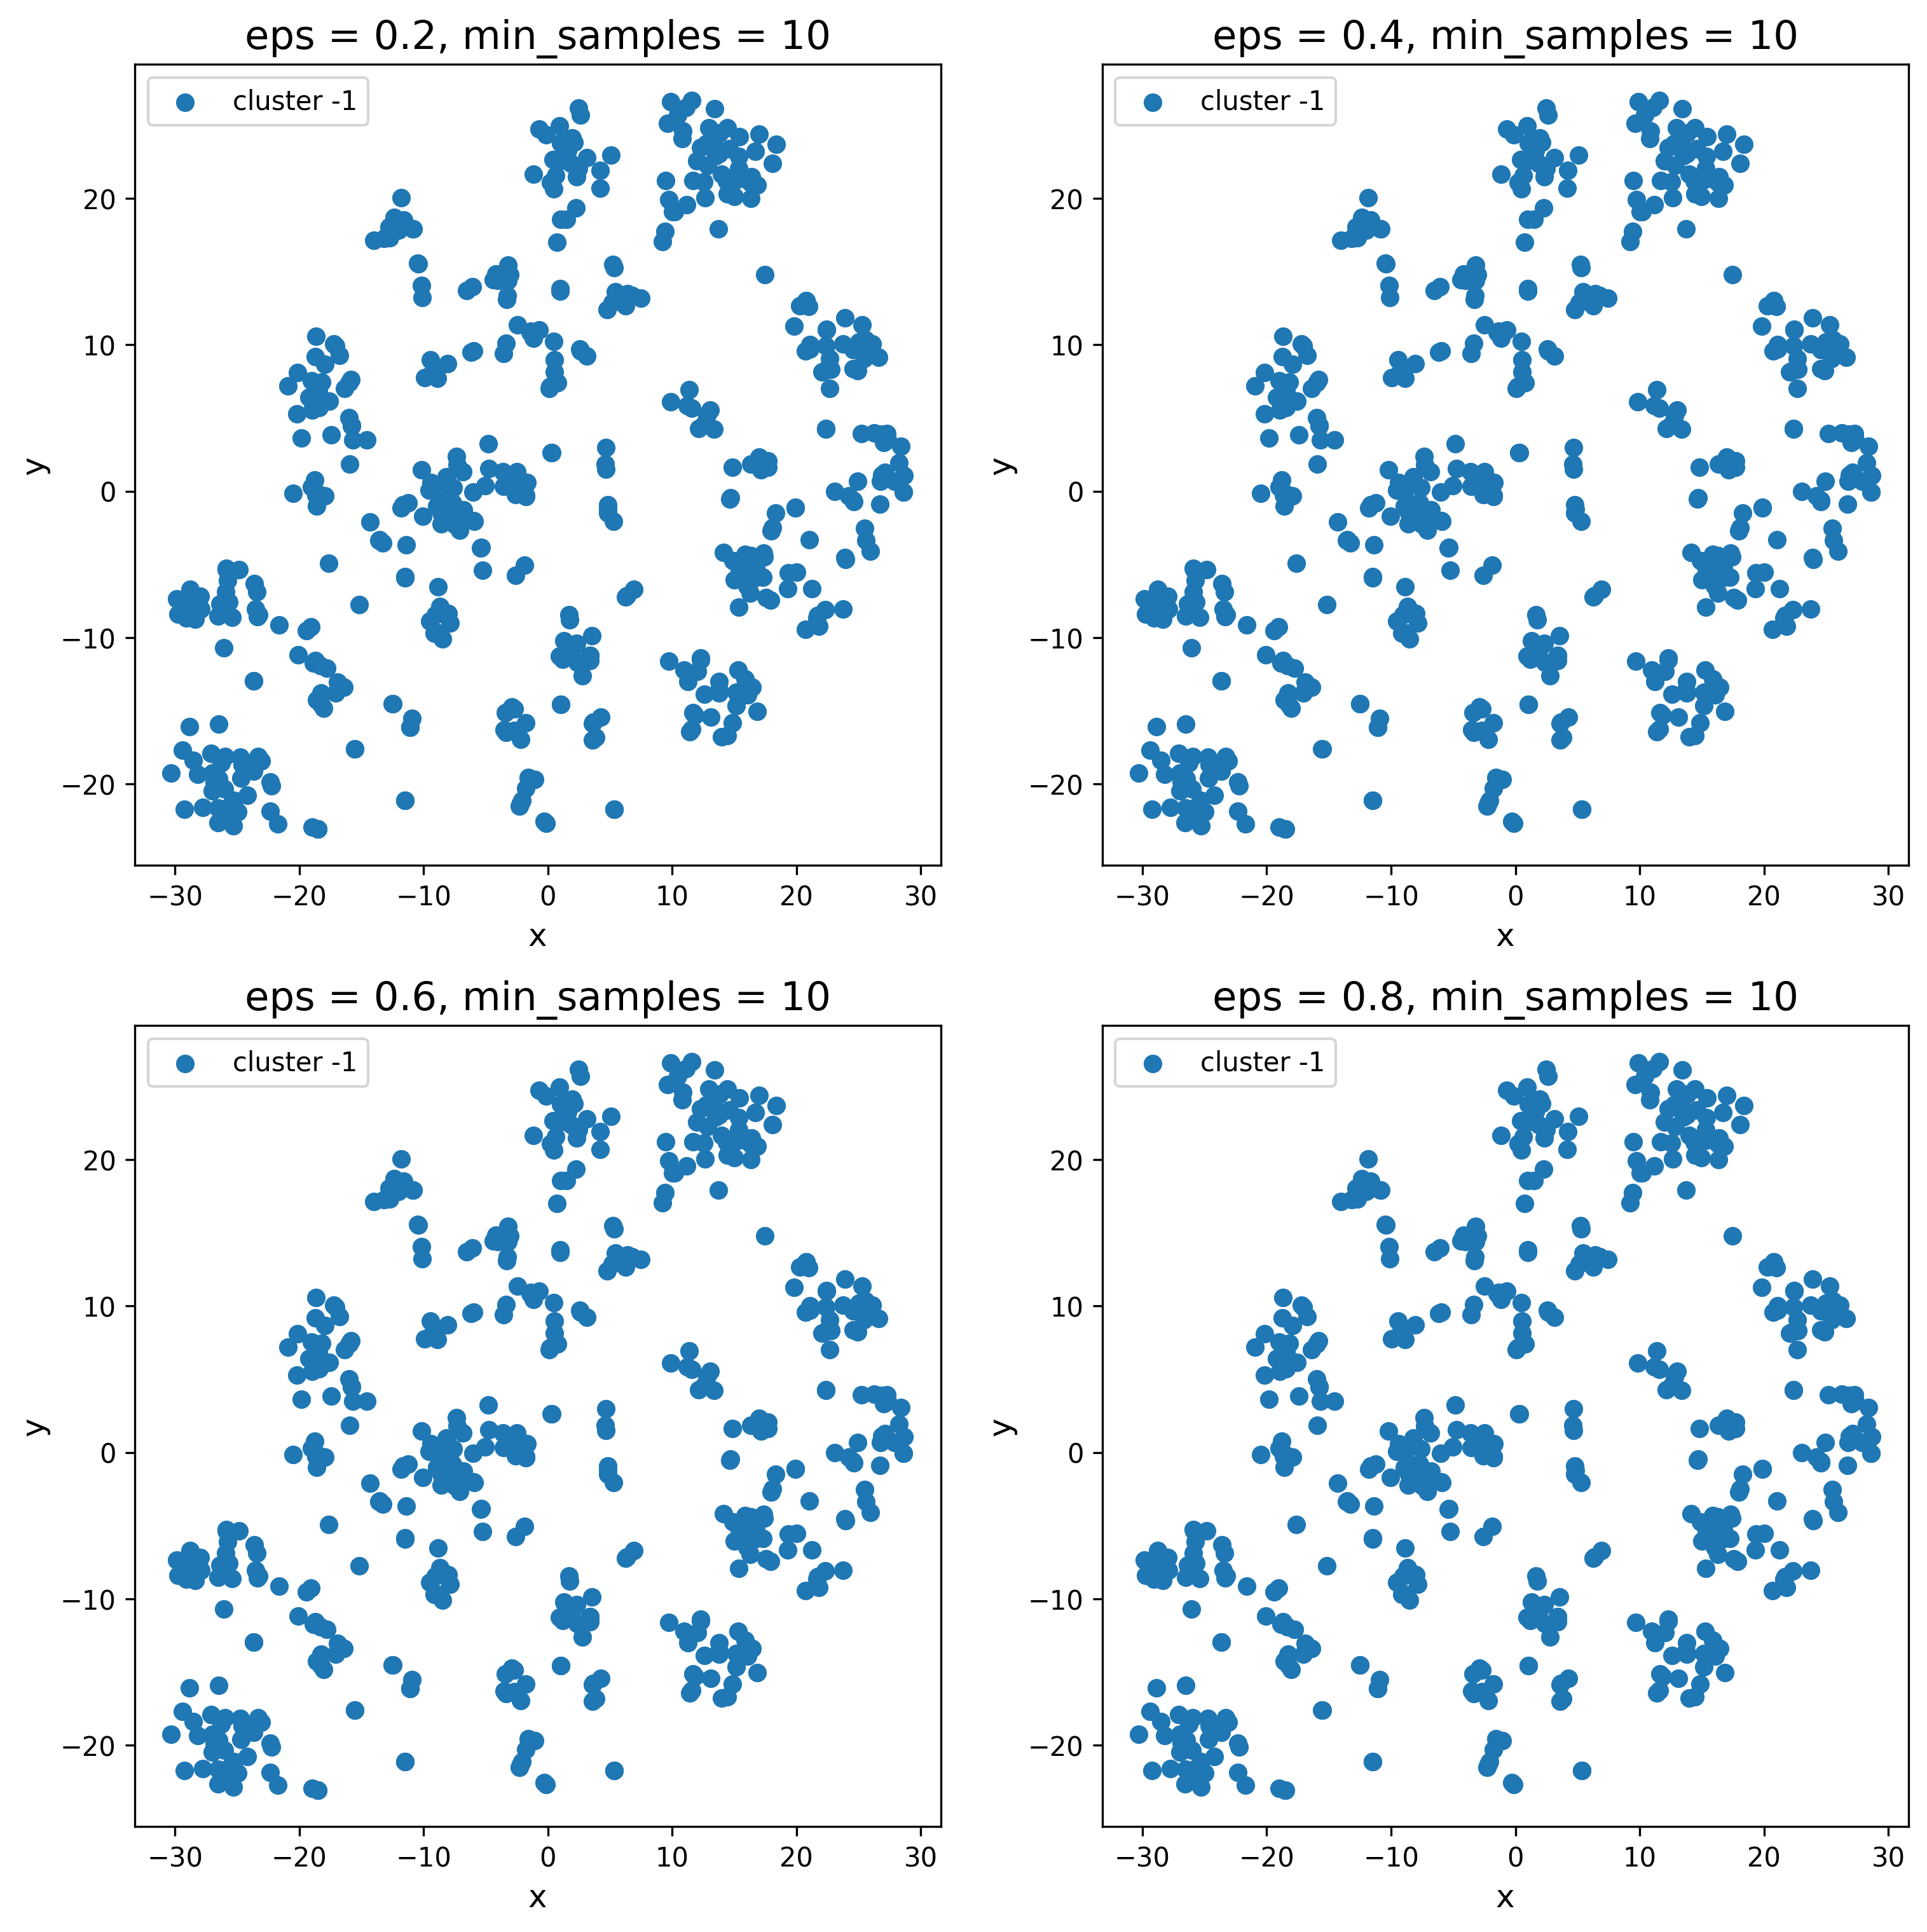 eps = 0.2, min_samples = 10
cluster -1
20
10
0
−10
−20
y
−30 −20 −10 0 10 20 30
x
eps = 0.4, min_samples = 10
cluster -1
20
10
0
−10
−20
y
−30 −20 −10 0 10 20 30
x
eps = 0.6, min_samples = 10
cluster -1
20
10
0
−10
−20
y
−30 −20 −10 0 10 20 30
x
eps = 0.8, min_samples = 10
cluster -1
20
10
0
−10
−20
y
−30 −20 −10 0 10 20 30
x